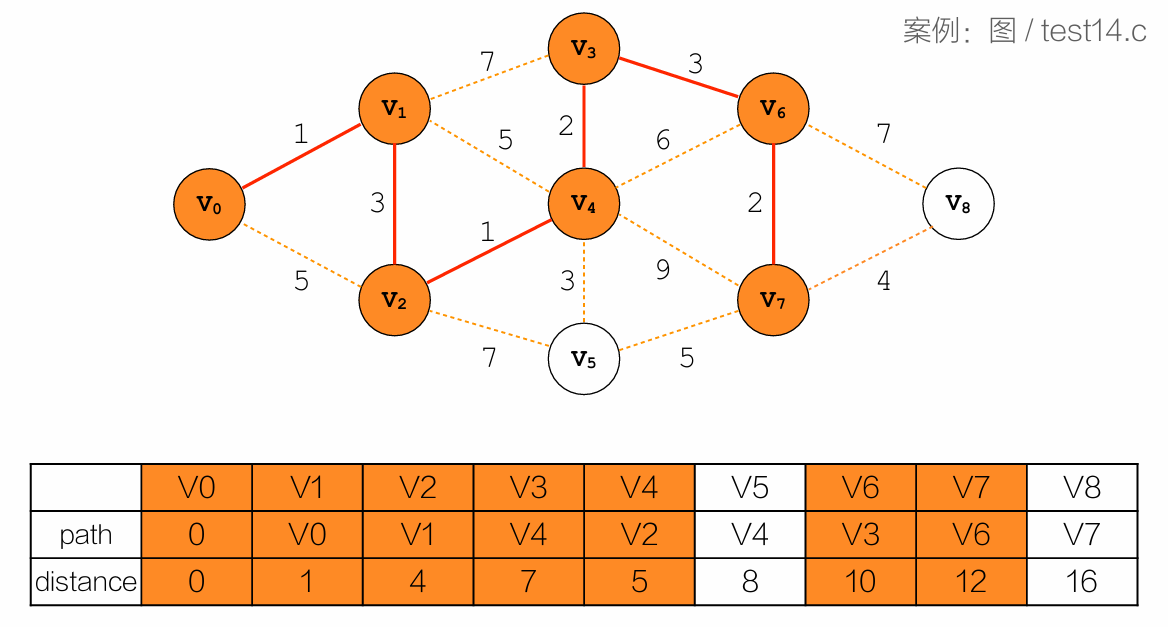 案例：图 / test14.c
V3
7
3
V1
V6
1
2
5
6
7
V0
3
V4
2
V8
1
5
3
9
4
V2
V7
7
V5
5
V0 V1 V2 V3 V4 V5 V6 V7 V8
path 0 V0 V1 V4 V2 V4 V3 V6 V7
distance 0 1 4 7 5 8 10 12 16